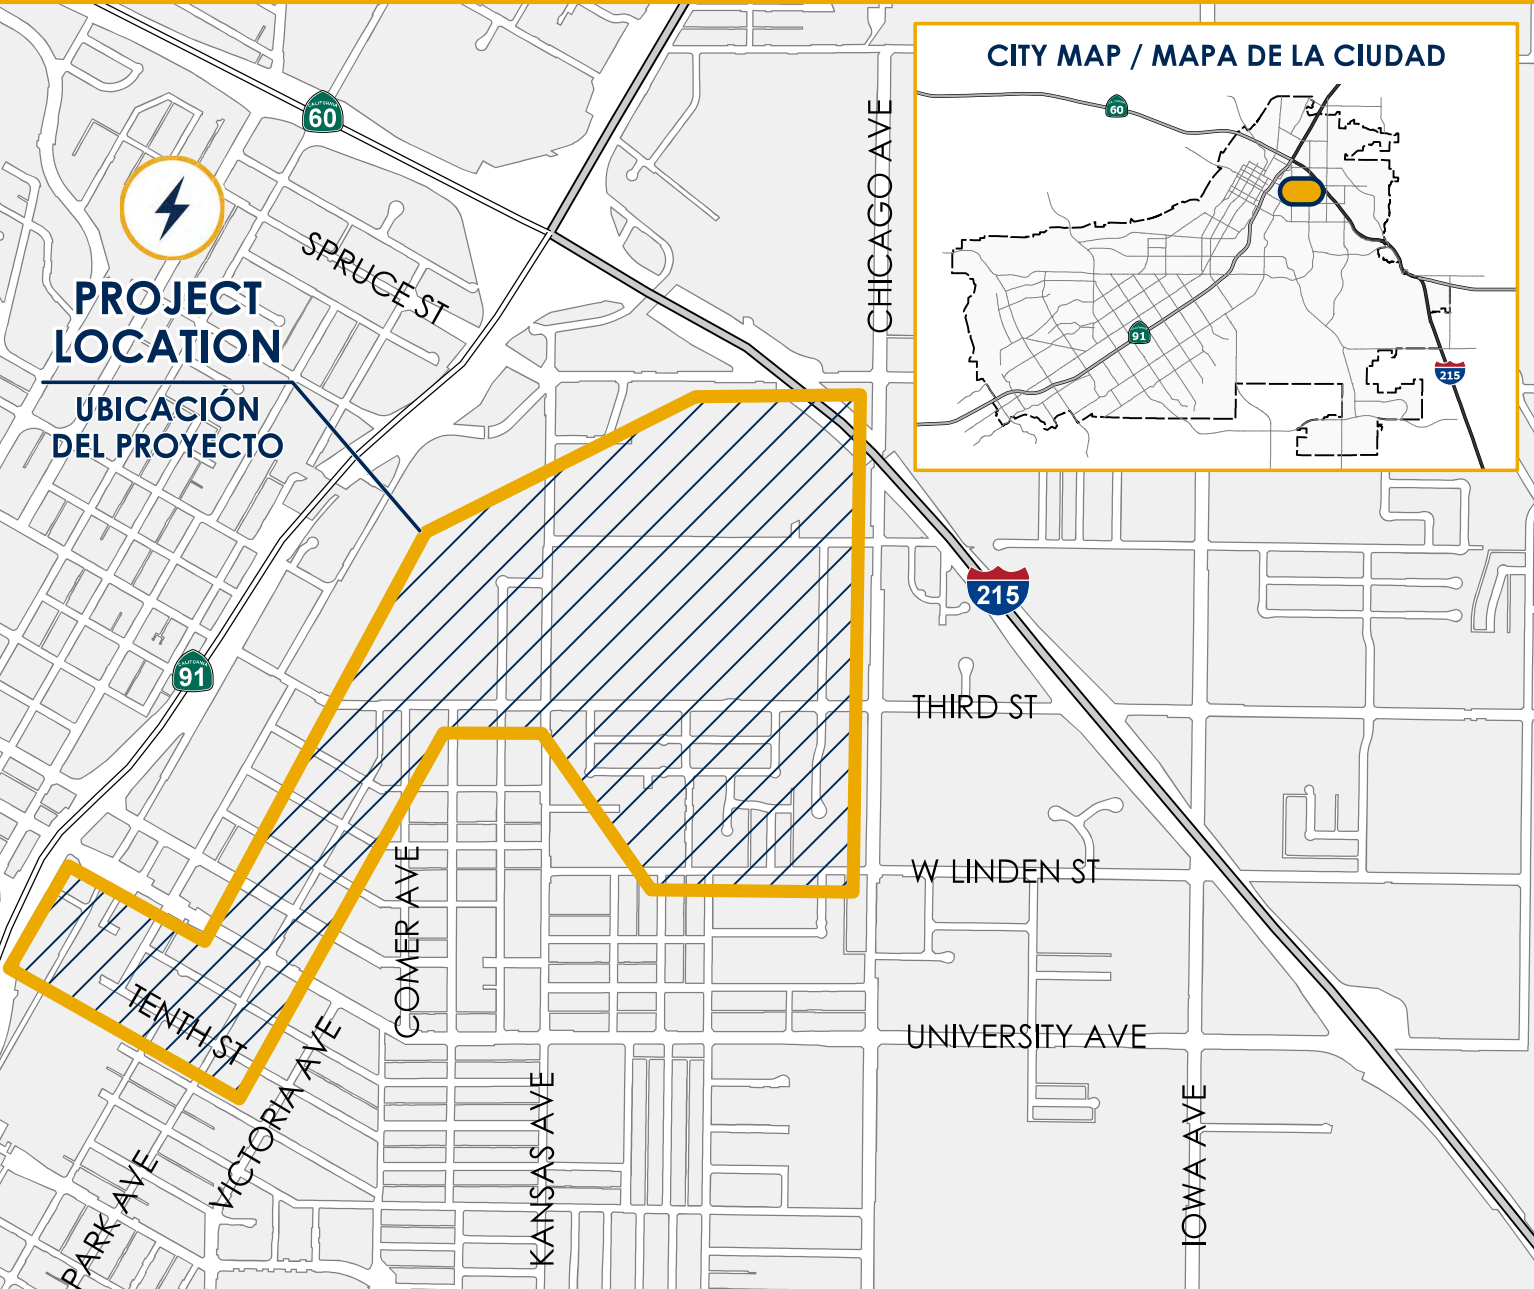 CITY MAP / MAPA DE LA CIUDAD
60
91
215
CALIFORNIA
60
CHICAGO AVE
SPRUCE ST
PROJECT
LOCATION
UBICACIÓN
DEL PROYECTO
215
CALIFORNIA
91
THIRD ST
W LINDEN ST
COMER AVE
TENTH ST
UNIVERSITY AVE
VICTORIA AVE
KANSAS AVE
IOWA AVE
PARK AVE